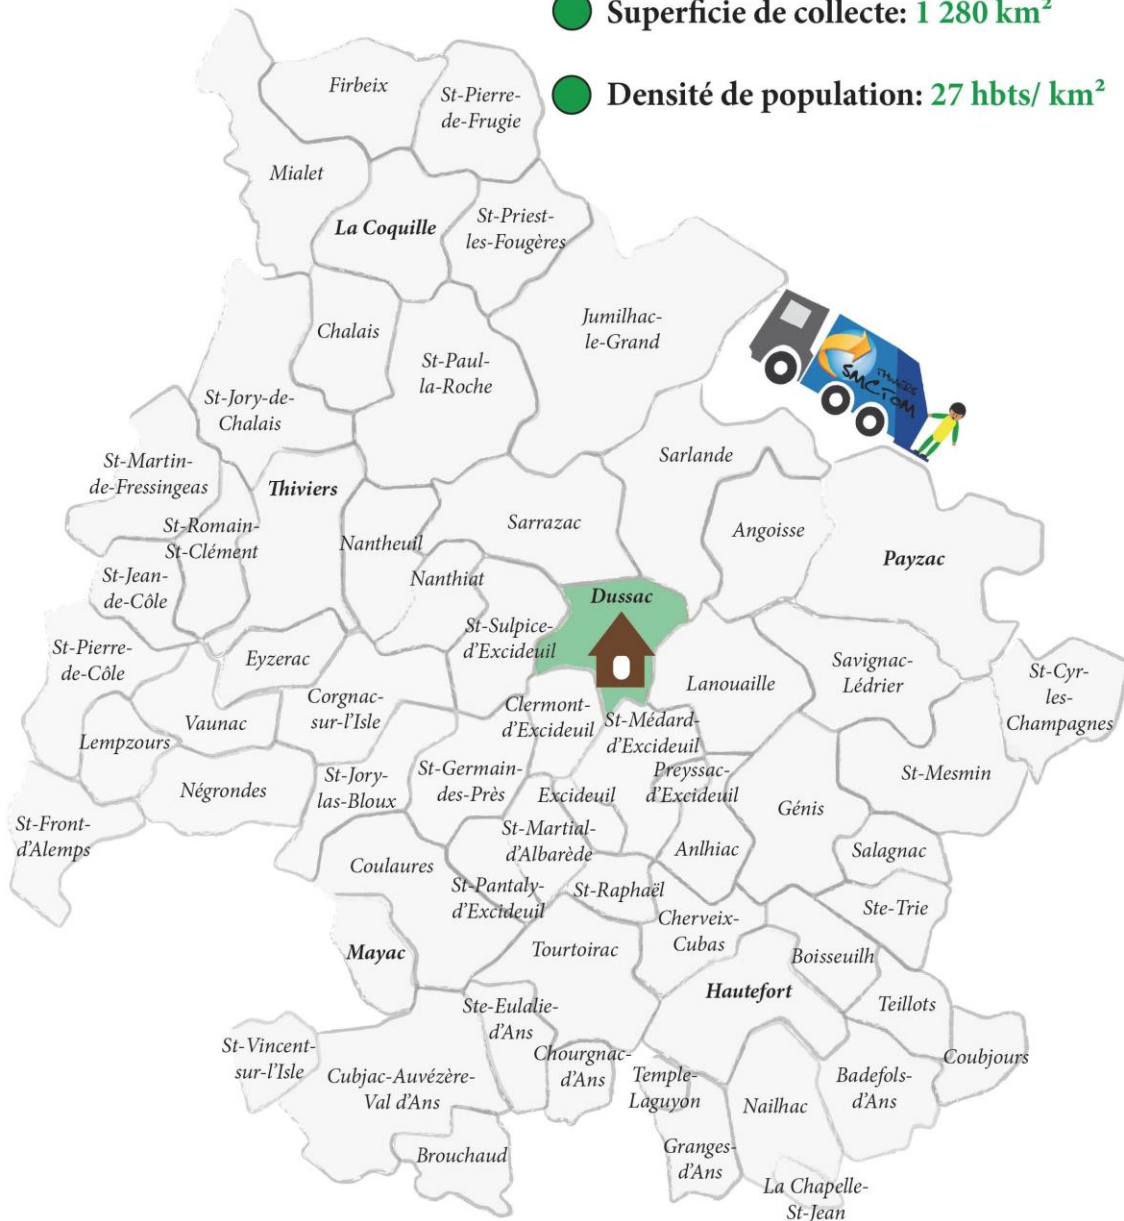 Superficie de collecte: 1 280 km²
Densité de population: 27 hbts/ km²
Firbeix
St-Pierre-
de-Frugie
Mialet
La Coquille
St-Priest-
les-Fougères
Jumilhac-
le-Grand
Chalais
St-Paul-
la-Roche
St-Jory-de-
Chalais
THIVIERS
SMCTOM
St-Martin-
de-Fressingeas
Thiviers
Sarlande
St-Romain-
St-Clément
Nantheuil
Sarrazac
Angoisse
Payzac
St-Jean-
de-Côle
Nanthiat
Dussac
St-Sulpice-
d'Excideuil
St-Pierre-
de-Côle
Eyzerac
Corgnac-
sur-l'Isle
Lanouaille
Savignac-
Lédrier
St-Cyr-
les-
Champagnes
Vaunac
Lempzours
Clermont-
d'Excideuil
St-Médard-
d'Excideuil
Négrondes
St-Jory-
las-Bloux
St-Germain-
des-Près
Excideuil
Preyssac-
d'Excideuil
Génis
St-Mesmin
St-Front-
d'Alemps
St-Martial-
d'Albarède
Anlhiac
Salagnac
Coulaures
St-Pantaly-
d'Excideuil
St-Raphaël
Cherveix-
Cubas
Ste-Trie
Mayac
Tourtoirac
Boisseuilh
Hautefort
Teillots
Ste-Eulalie-
d'Ans
St-Vincent-
sur-l'Isle
Cubjac-Auvézère-
Val d'Ans
Chourgnac-
d'Ans
Temple-
Laguyon
Nailhac
Badefols-
d'Ans
Coubjours
Brouchaud
Granges-
d'Ans
La Chapelle-
St-Jean